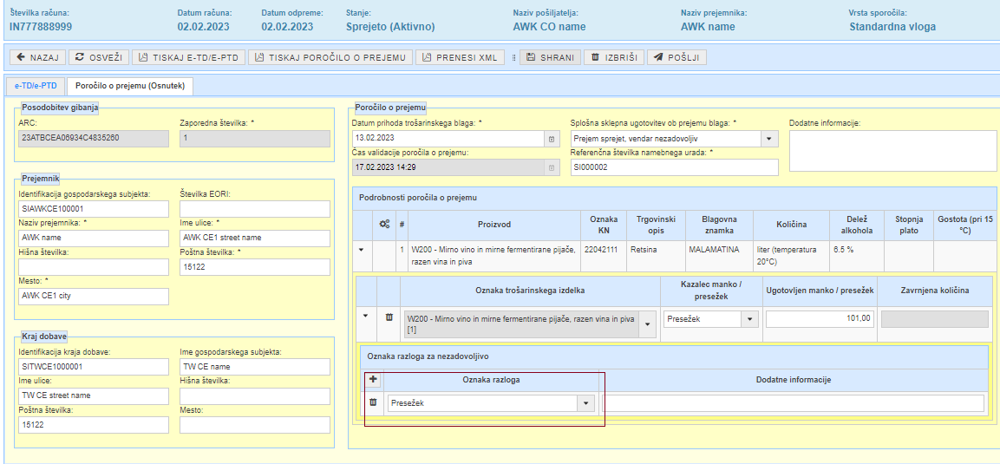 Številka računa: Datum računa: Datum odpreme: Stanje: Naziv pošiljatelja: Naziv prejemnika: Vrsta sporočila:
IN777888999 02.02.2023 02.02.2023 Sprejeto (Aktivno) AWK CO name AWK name Standardna vloga
NAZAJ OSVEŽI TISKAJ E-TD/E-PTD TISKAJ POROČILO O PREJEMU PRENESI XML SHRANI IZBRIŠI POŠLJI
e-TD/e-PTD Poročilo o prejemu (Osnutek)
Posodobitev gibanja
ARC: Zaporedna številka: *
23ATBCEA06934C4835260 1
Prejemnik
Identifikacija gospodarskega subjekta: Številka EORI:
SIAWKCE100001
Naziv prejemnika: * Ime ulice: *
AWK name AWK CE1 street name
Hišna številka: Poštna številka: *
15122
Mesto: *
AWK CE1 city
Kraj dobave
Identifikacija kraja dobave: Ime gospodarskega subjekta:
SITWCE1000001 TW CE name
Ime ulice: Hišna številka:
TW CE street name
Poštna številka: Mesto:
15122
Poročilo o prejemu
Datum prihoda trošarinskega blaga: * Splošna sklepna ugotovitev ob prejemu blaga: * Dodatne informacije:
13.02.2023 Prejem sprejet, vendar nezadovoljiv
Čas validacije poročila o prejemu: Referenčna številka namebnega urada: *
17.02.2023 14:29 SI000002
Podrobnosti poročila o prejemu
# Proizvod Oznaka KN Trgovinski opis Blagovna znamka Količina Delež alkohola Stopnja plato Gostota (pri 15 °C)
1 W200 - Mirno vino in mirne fermentirane pijače, razen vina in piva 22042111 Retsina MALAMATINA liter (temperatura 20°C) 6.5 %
Oznaka trošarinskega izdelka Kazalec manko / presežek Ugotovljen manko / presežek Zavrnjena količina
W200 - Mirno vino in mirne fermentirane pijače, razen vina in piva [1] Presežek 101,00
Oznaka razloga za nezadovoljivo
Oznaka razloga Dodatne informacije
Presežek